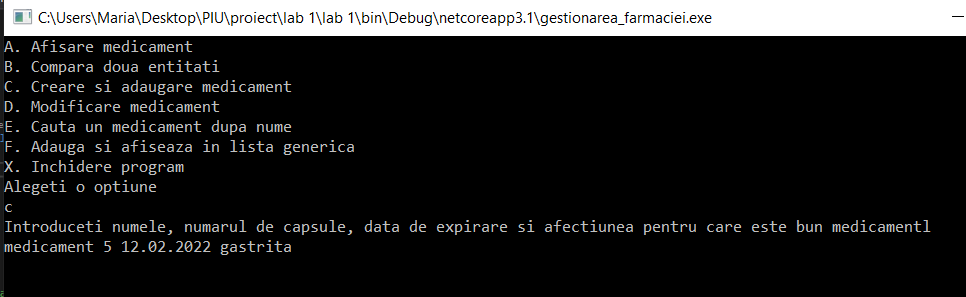 C:\Users\Maria\Desktop\PIU\proiect\lab 1\lab 1\bin\Debug\netcoreapp3.1\gestionarea_farmaciei.exe
A. Afisare medicament
B. Compara doua entitati
C. Creare si adaugare medicament
D. Modificare medicament
E. Cauta un medicament dupa nume
F. Adauga si afiseaza in lista generica
X. Inchidere program
Alegeti o optiune
c
Introduceti numele, numarul de capsule, data de expirare si afectiunea pentru care este bun medicamentl
medicament 5 12.02.2022 gastrita